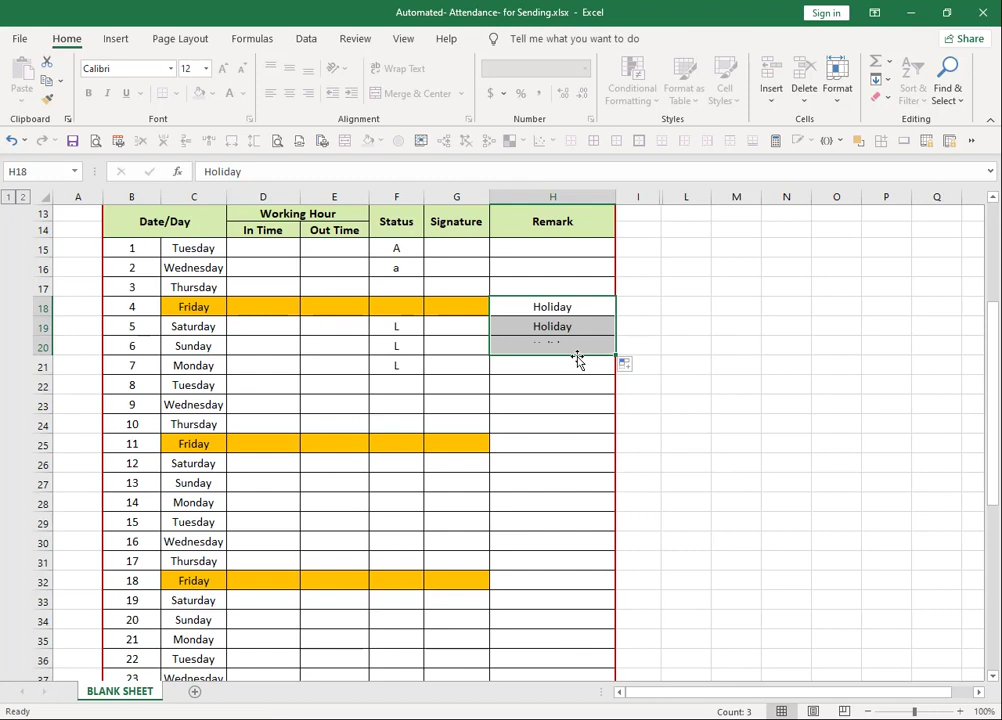 Automated- Attendance- for Sending.xlsx - Excel
Sign in
File Home Insert Page Layout Formulas Data Review View Help Tell me what you want to do Share
Paste
Calibri 12
B I U A
Wrap Text
Merge & Center
$ % ,
Conditional Formatting
Format as Table
Cell Styles
Insert Delete Format
Sort & Filter
Find & Select
Clipboard Font Alignment Number Styles Cells Editing
H18 fx Holiday
1 2 A B C D E F G H I L M N O P Q
13 Date/Day Working Hour Status Signature Remark
14 In Time Out Time
15 1 Tuesday A
16 2 Wednesday a
17 3 Thursday
18 4 Friday Holiday
19 5 Saturday L Holiday
20 6 Sunday L
21 7 Monday L
22 8 Tuesday
23 9 Wednesday
24 10 Thursday
25 11 Friday
26 12 Saturday
27 13 Sunday
28 14 Monday
29 15 Tuesday
30 16 Wednesday
31 17 Thursday
32 18 Friday
33 19 Saturday
34 20 Sunday
35 21 Monday
36 22 Tuesday
37 23 Wednesday
BLANK SHEET
Ready Count: 3 100%